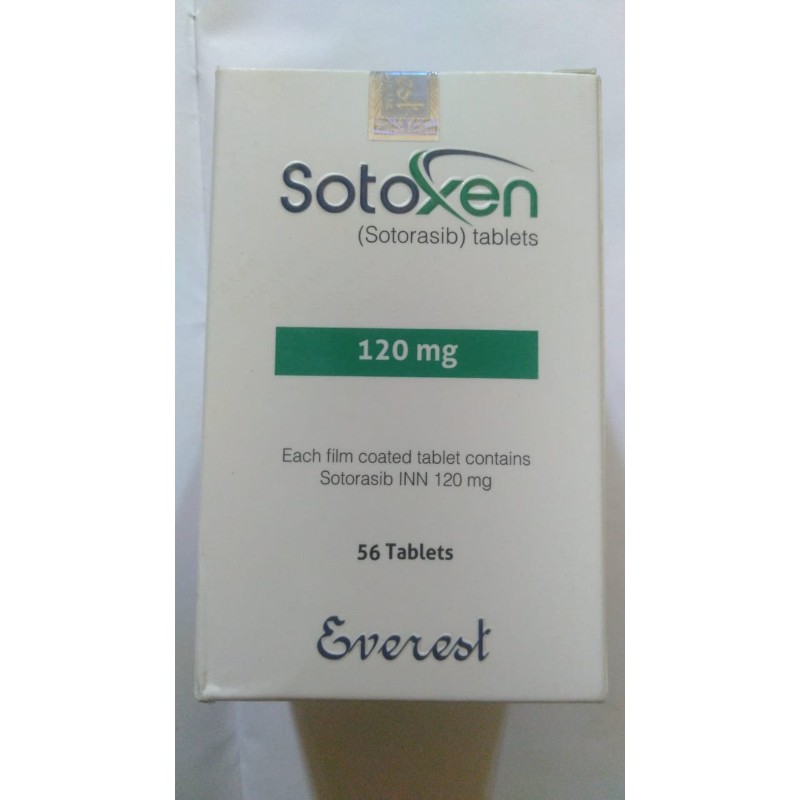 Sotoxen
(Sotorasib) tablets
120 mg
Each film coated tablet contains
Sotorasib INN 120 mg
56 Tablets
Everest